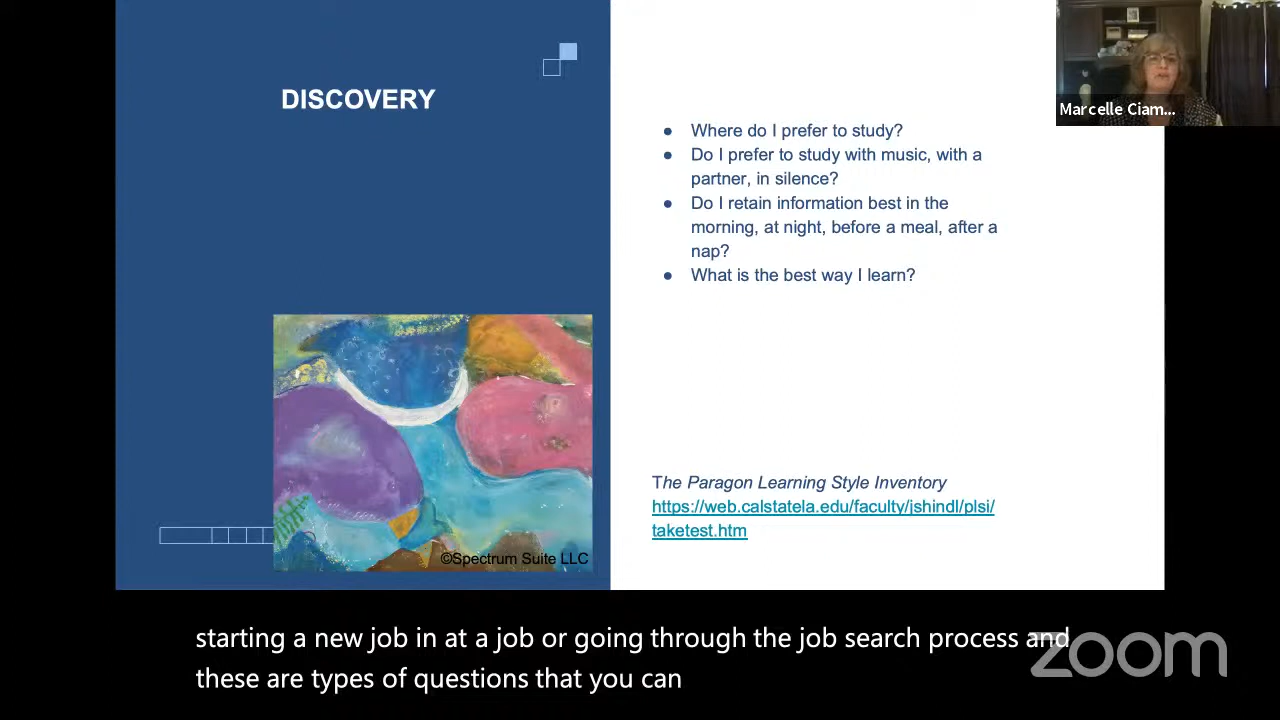 DISCOVERY
● Where do I prefer to study?
● Do I prefer to study with music, with a
partner, in silence?
● Do I retain information best in the
morning, at night, before a meal, after a
nap?
● What is the best way I learn?
The Paragon Learning Style Inventory
https://web.calstatela.edu/faculty/jshindl/plsi/
taketest.htm
©Spectrum Suite LLC
Marcelle Ciam...
starting a new job in at a job or going through the job search process and
these are types of questions that you can
zoom